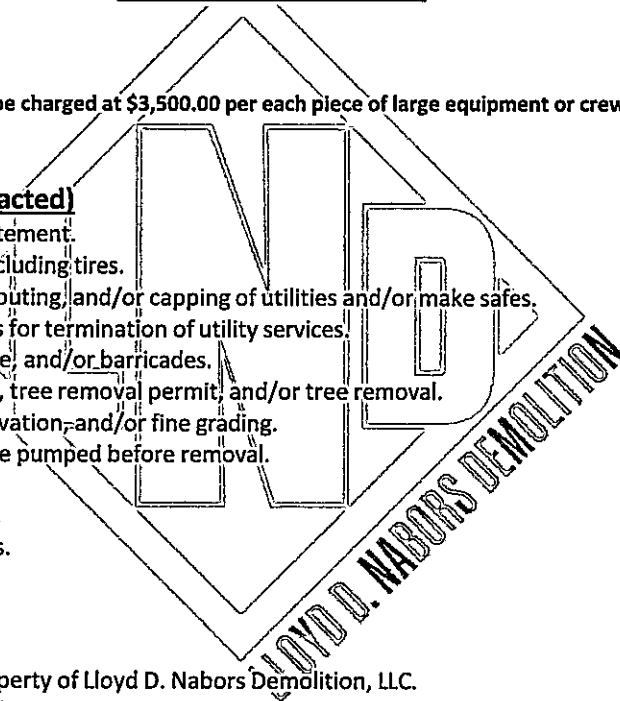 be charged at $3,500.00 per each piece of large equipment or crew
acted)
tement.
cluding tires.
outing, and/or capping of utilities and/or make safes.
s for termination of utility services.
e, and/or barricades.
, tree removal permit, and/or tree removal.
vation, and/or fine grading.
e pumped before removal.
s.
ND
LLOYD D. NABORS DEMOLITION
perty of Lloyd D. Nabors Demolition, LLC.